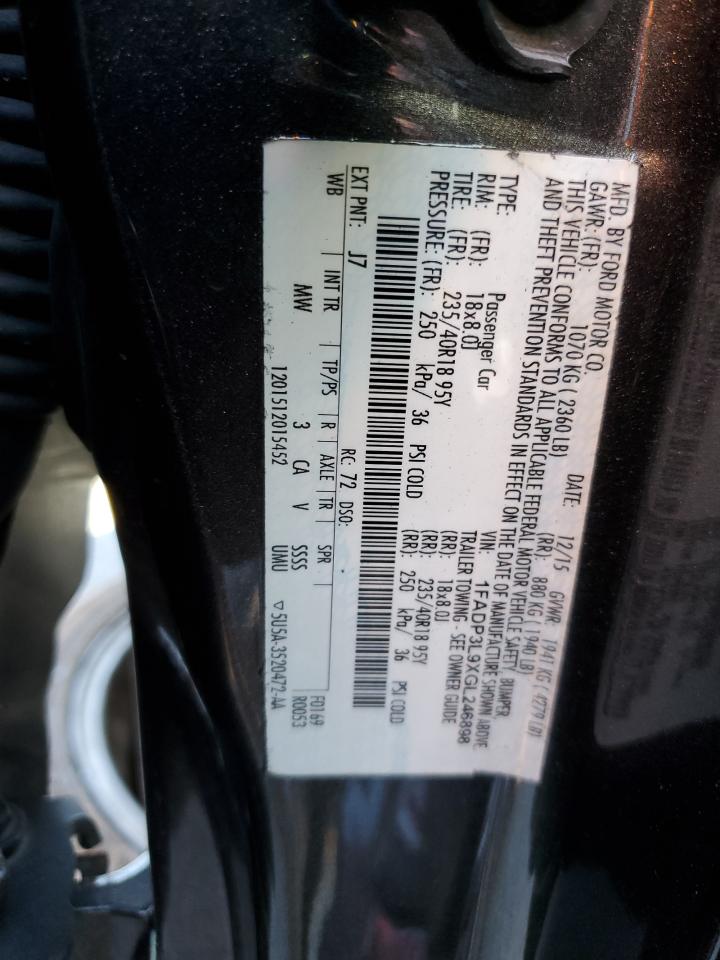 MFD. BY FORD MOTOR CO.
DATE: 12/15 GVWR: 1941 KG ( 4279 LB)
GAWR: (FR): 1070 KG ( 2360 LB) (RR): 880 KG ( 1940 LB)
THIS VEHICLE CONFORMS TO ALL APPLICABLE FEDERAL MOTOR VEHICLE SAFETY, BUMPER,
AND THEFT PREVENTION STANDARDS IN EFFECT ON THE DATE OF MANUFACTURE SHOWN ABOVE
VIN: 1FADP3L9XGL246898
TYPE: Passenger Car TRAILER TOWING - SEE OWNER GUIDE
RIM: (FR): 18x8.0J (RR): 18x8.0J
TIRE: (FR): 235/40R18 95Y (RR): 235/40R18 95Y
PRESSURE: (FR): 250 kPa/ 36 PSI COLD (RR): 250 kPa/ 36 PSI COLD
EXT PNT: J7 RC: 72 DSO: F0169
WB INT TR TP/PS R AXLE TR SPR R0053
MW 3 CA V SSSS
1201512015452 UMU ▽5U5A-3520472-AA